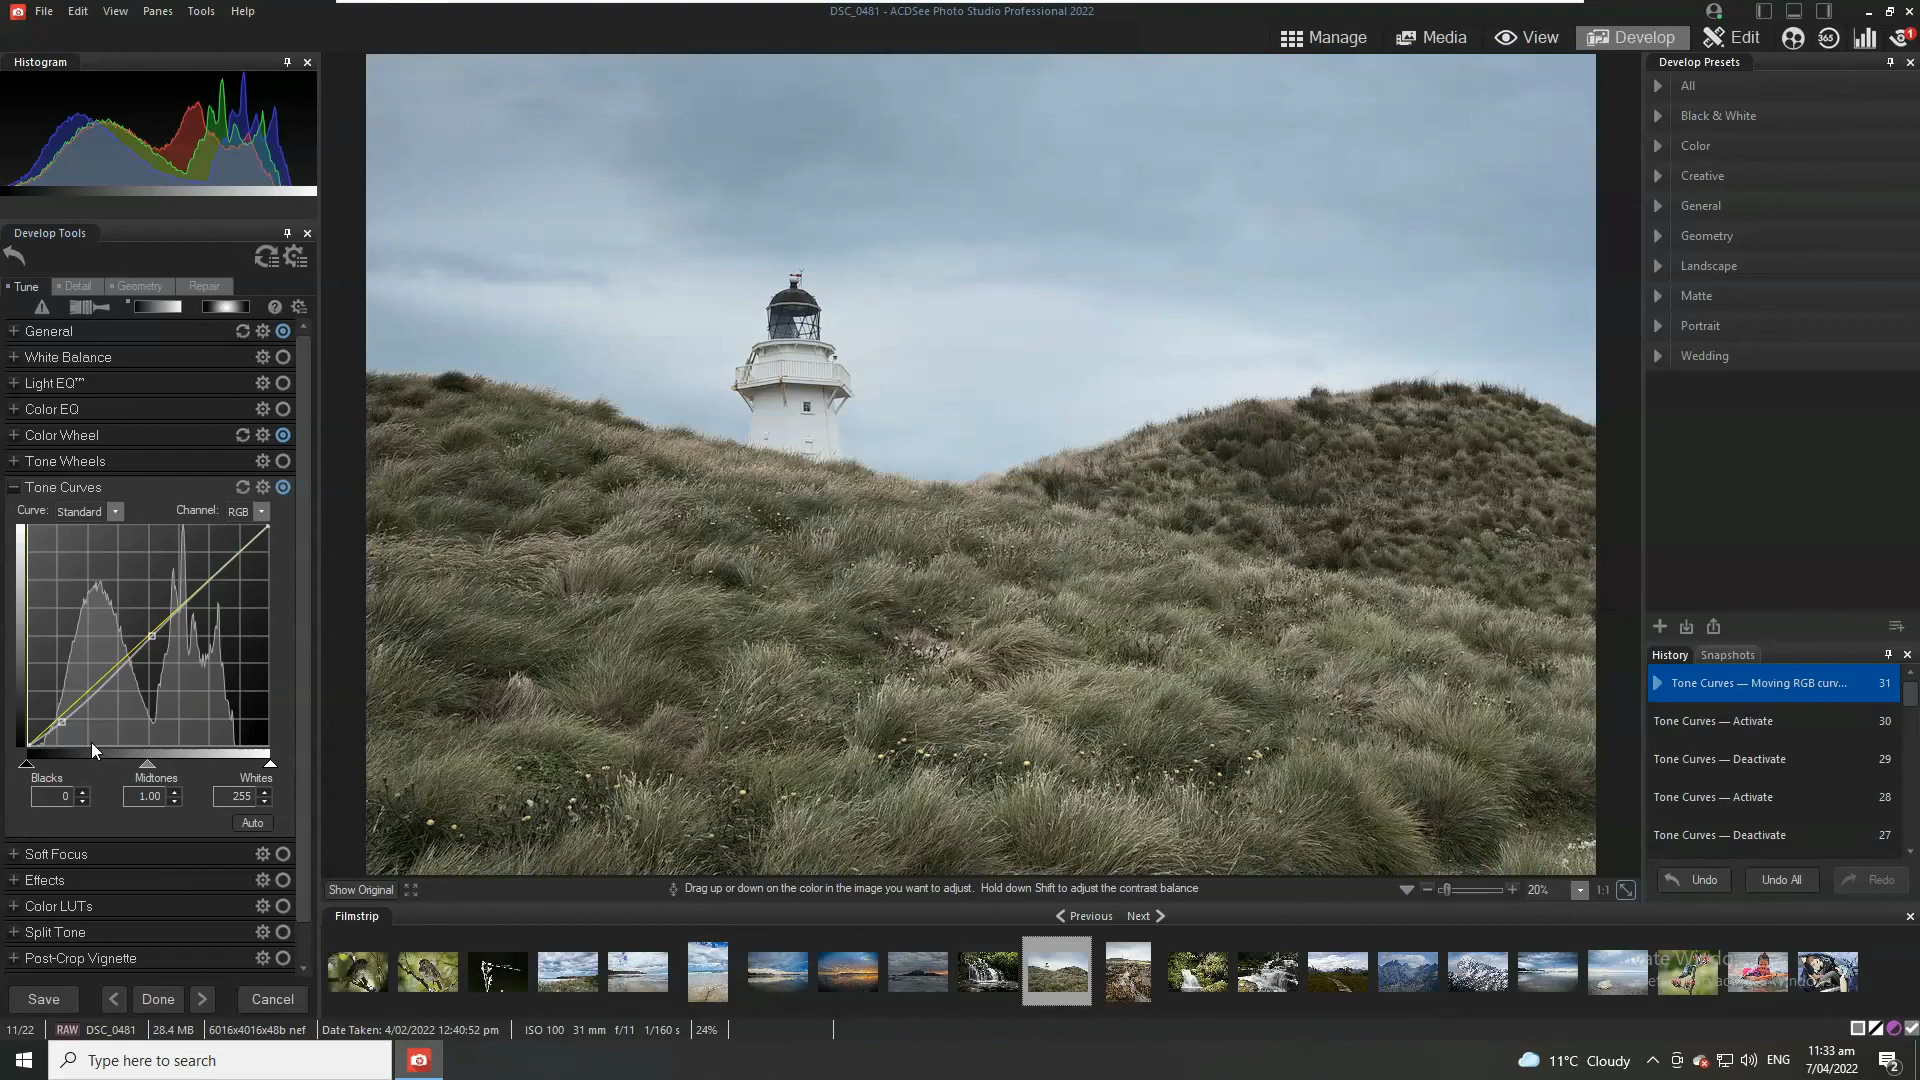 File Edit View Panes Tools Help
DSC_0481 - ACDSee Photo Studio Professional 2022
Manage Media View Develop Edit 365 1
Histogram
Develop Tools
Tune Detail Geometry Repair
General
White Balance
Light EQ™
Color EQ
Color Wheel
Tone Wheels
Tone Curves
Curve: Standard Channel: RGB
Blacks Midtones Whites
0 1.00 255
Auto
Soft Focus
Effects
Color LUTs
Split Tone
Post-Crop Vignette
Save Done Cancel
Show Original
Drag up or down on the color in the image you want to adjust. Hold down Shift to adjust the contrast balance
20% 1:1
Filmstrip
Previous Next
Develop Presets
All
Black & White
Color
Creative
General
Geometry
Landscape
Matte
Portrait
Wedding
History Snapshots
Tone Curves — Moving RGB curv... 31
Tone Curves — Activate 30
Tone Curves — Deactivate 29
Tone Curves — Activate 28
Tone Curves — Deactivate 27
Undo Undo All Redo
11/22 RAW DSC_0481 28.4 MB 6016x4016x48b nef Date Taken: 4/02/2022 12:40:52 pm ISO 100 31 mm f/11 1/160 s 24%
Type here to search
11°C Cloudy ENG
11:33 am
7/04/2022
2